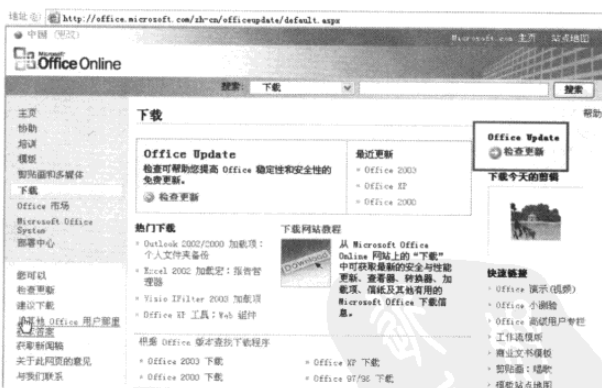 地址
http://office.microsoft.com/zh-cn/officeupdate/default.aspx
中国
Microsoft.com 主页
站点地图
Microsoft
Office Online
搜索:
下载
搜索
主页
协助
培训
模板
剪贴画和多媒体
下载
Office 市场
Microsoft Office
System
部署中心
您可以
检查更新
建议下载
Office 用户那里
获取新闻稿
关于此网页的意见
与我们联系
下载
帮助
Office Update
检查可帮助您提高 Office 稳定性和安全性的
免费更新。
检查更新
最近更新
Office 2003
Office XP
Office 2000
Office Update
检查更新
下载今天的剪辑
热门下载
Outlook 2002/2000 加载项:
个人文件夹备份
Excel 2002 加载宏: 报告管
理器
Visio IFilter 2003 加载项
Office XP 工具: Web 组件
下载网站教程
Download
从 Microsoft Office
Online 网站上的“下载”
中可获取最新的安全与性能
更新、查看器、转换器、加
载项、信纸及其他有用的
Microsoft Office 下载信
息。
快速链接
Office 演示(视频)
Office 小测验
Office 高级用户专栏
工作流模板
商业文书模板
剪贴画: 唱歌
模板站点地图
根据 Office 版本查找下载程序
Office 2003 下载
Office XP 下载
Office 2000 下载
Office 97/98 下载